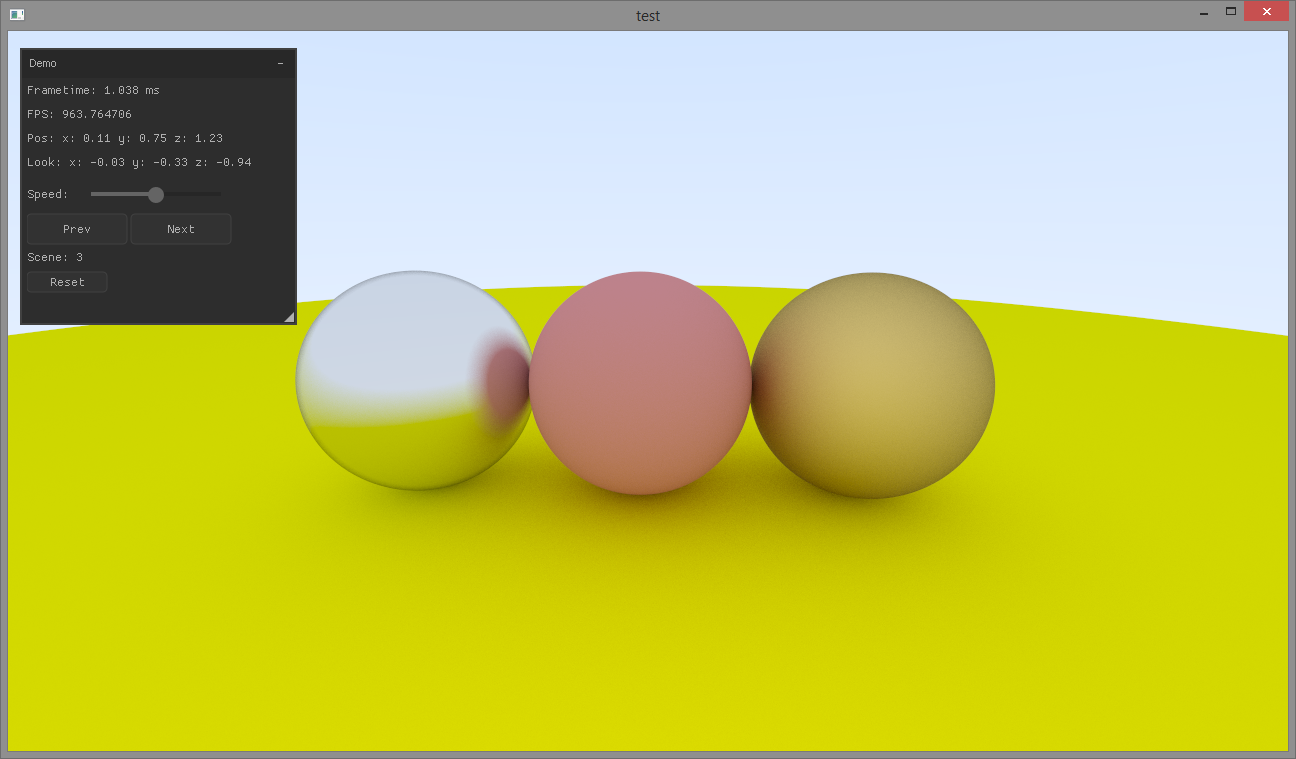 test
Demo
Frametime: 1.038 ms
FPS: 963.764706
Pos: x: 0.11 y: 0.75 z: 1.23
Look: x: -0.03 y: -0.33 z: -0.94
Speed:
Prev Next
Scene: 3
Reset